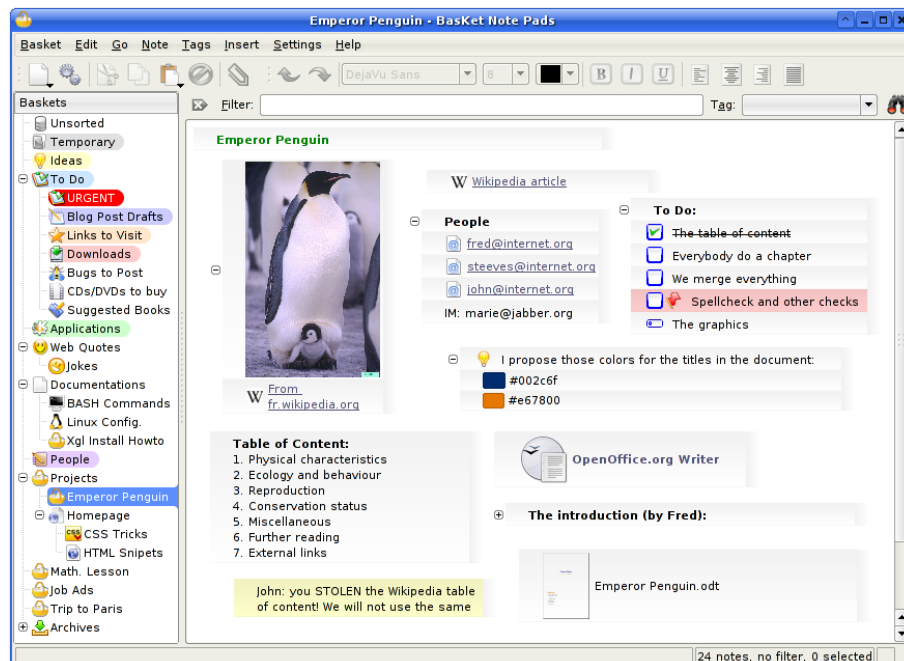 Emperor Penguin - BasKet Note Pads
Basket Edit Go Note Tags Insert Settings Help
DejaVu Sans 8 B I U
Baskets
Filter: Tag:
Unsorted
Temporary
Ideas
To Do
URGENT
Blog Post Drafts
Links to Visit
Downloads
Bugs to Post
CDs/DVDs to buy
Suggested Books
Applications
Web Quotes
Jokes
Documentations
BASH Commands
Linux Config.
Xgl Install Howto
People
Projects
Emperor Penguin
Homepage
CSS Tricks
HTML Snipets
Math. Lesson
Job Ads
Trip to Paris
Archives
Emperor Penguin
W From
fr.wikipedia.org
W Wikipedia article
People
fred@internet.org
steeves@internet.org
john@internet.org
IM: marie@jabber.org
To Do:
The table of content
Everybody do a chapter
We merge everything
Spellcheck and other checks
The graphics
I propose those colors for the titles in the document:
#002c6f
#e67800
Table of Content:
1. Physical characteristics
2. Ecology and behaviour
3. Reproduction
4. Conservation status
5. Miscellaneous
6. Further reading
7. External links
OpenOffice.org Writer
The introduction (by Fred):
Emperor Penguin.odt
John: you STOLEN the Wikipedia table
of content! We will not use the same
24 notes, no filter, 0 selected